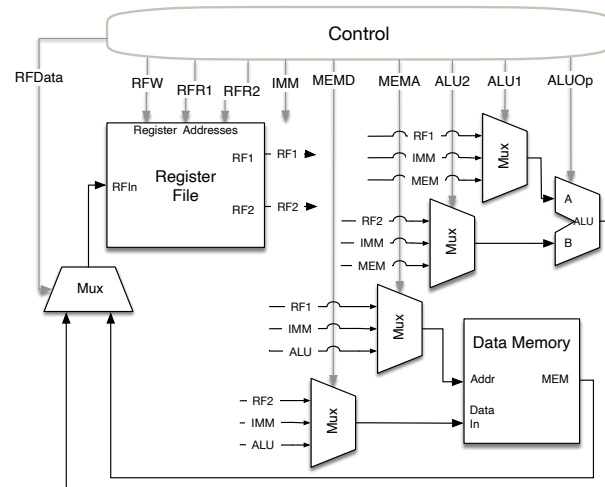 Control
RFData
RFW
RFR1
RFR2
IMM
MEMD
MEMA
ALU2
ALU1
ALUOp
Register Addresses
RFIn
Register
File
RF1
RF1
RF2
RF2
RF1
IMM
MEM
Mux
RF2
IMM
MEM
Mux
A
ALU
B
Mux
RF1
IMM
ALU
Mux
Data Memory
Addr
MEM
Data
In
RF2
IMM
ALU
Mux